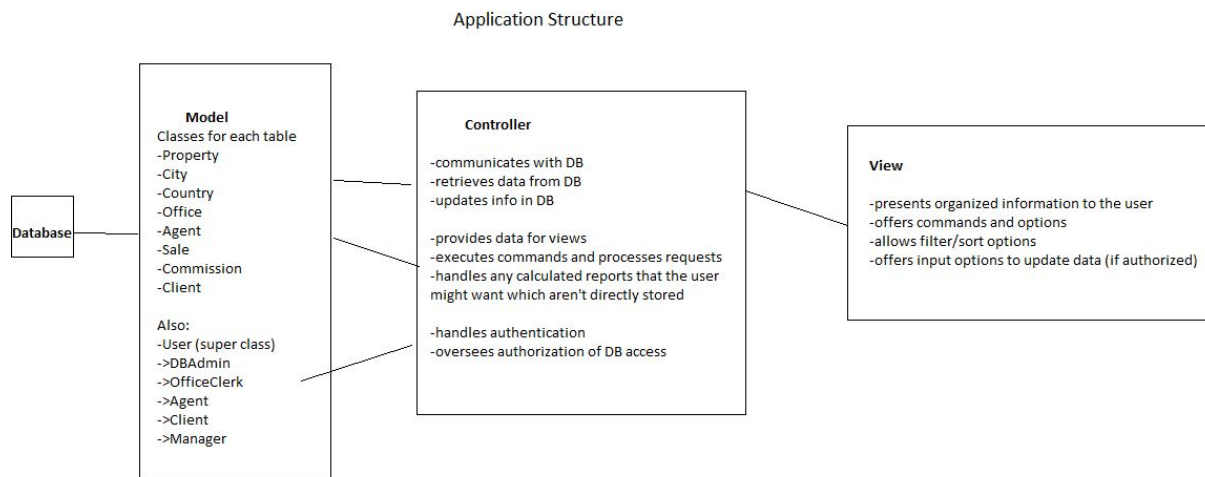 Application Structure
Database
Model
Classes for each table
-Property
-City
-Country
-Office
-Agent
-Sale
-Commission
-Client
Also:
-User (super class)
->DBAdmin
->OfficeClerk
->Agent
->Client
->Manager
Controller
-communicates with DB
-retrieves data from DB
-updates info in DB
-provides data for views
-executes commands and processes requests
-handles any calculated reports that the user
might want which aren't directly stored
-handles authentication
-oversees authorization of DB access
View
-presents organized information to the user
-offers commands and options
-allows filter/sort options
-offers input options to update data (if authorized)